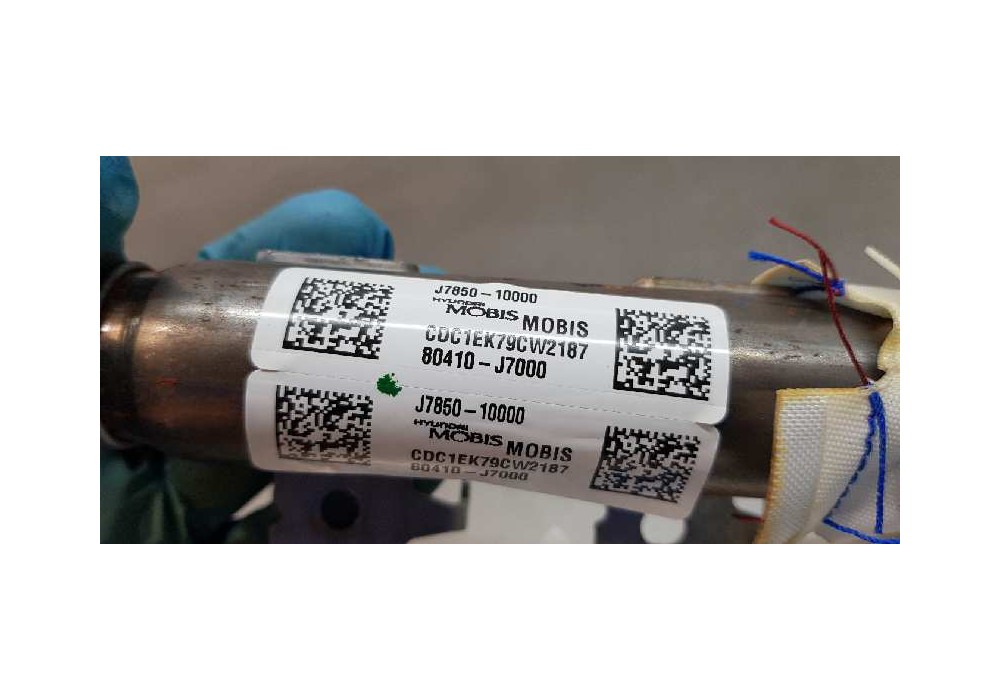 J7850-10000
HYUNDAI
MOBIS MOBIS
CDC1EK79CW2187
80410-J7000
J7850-10000
HYUNDAI
MOBIS MOBIS
CDC1EK79CW2187
80410-J7000